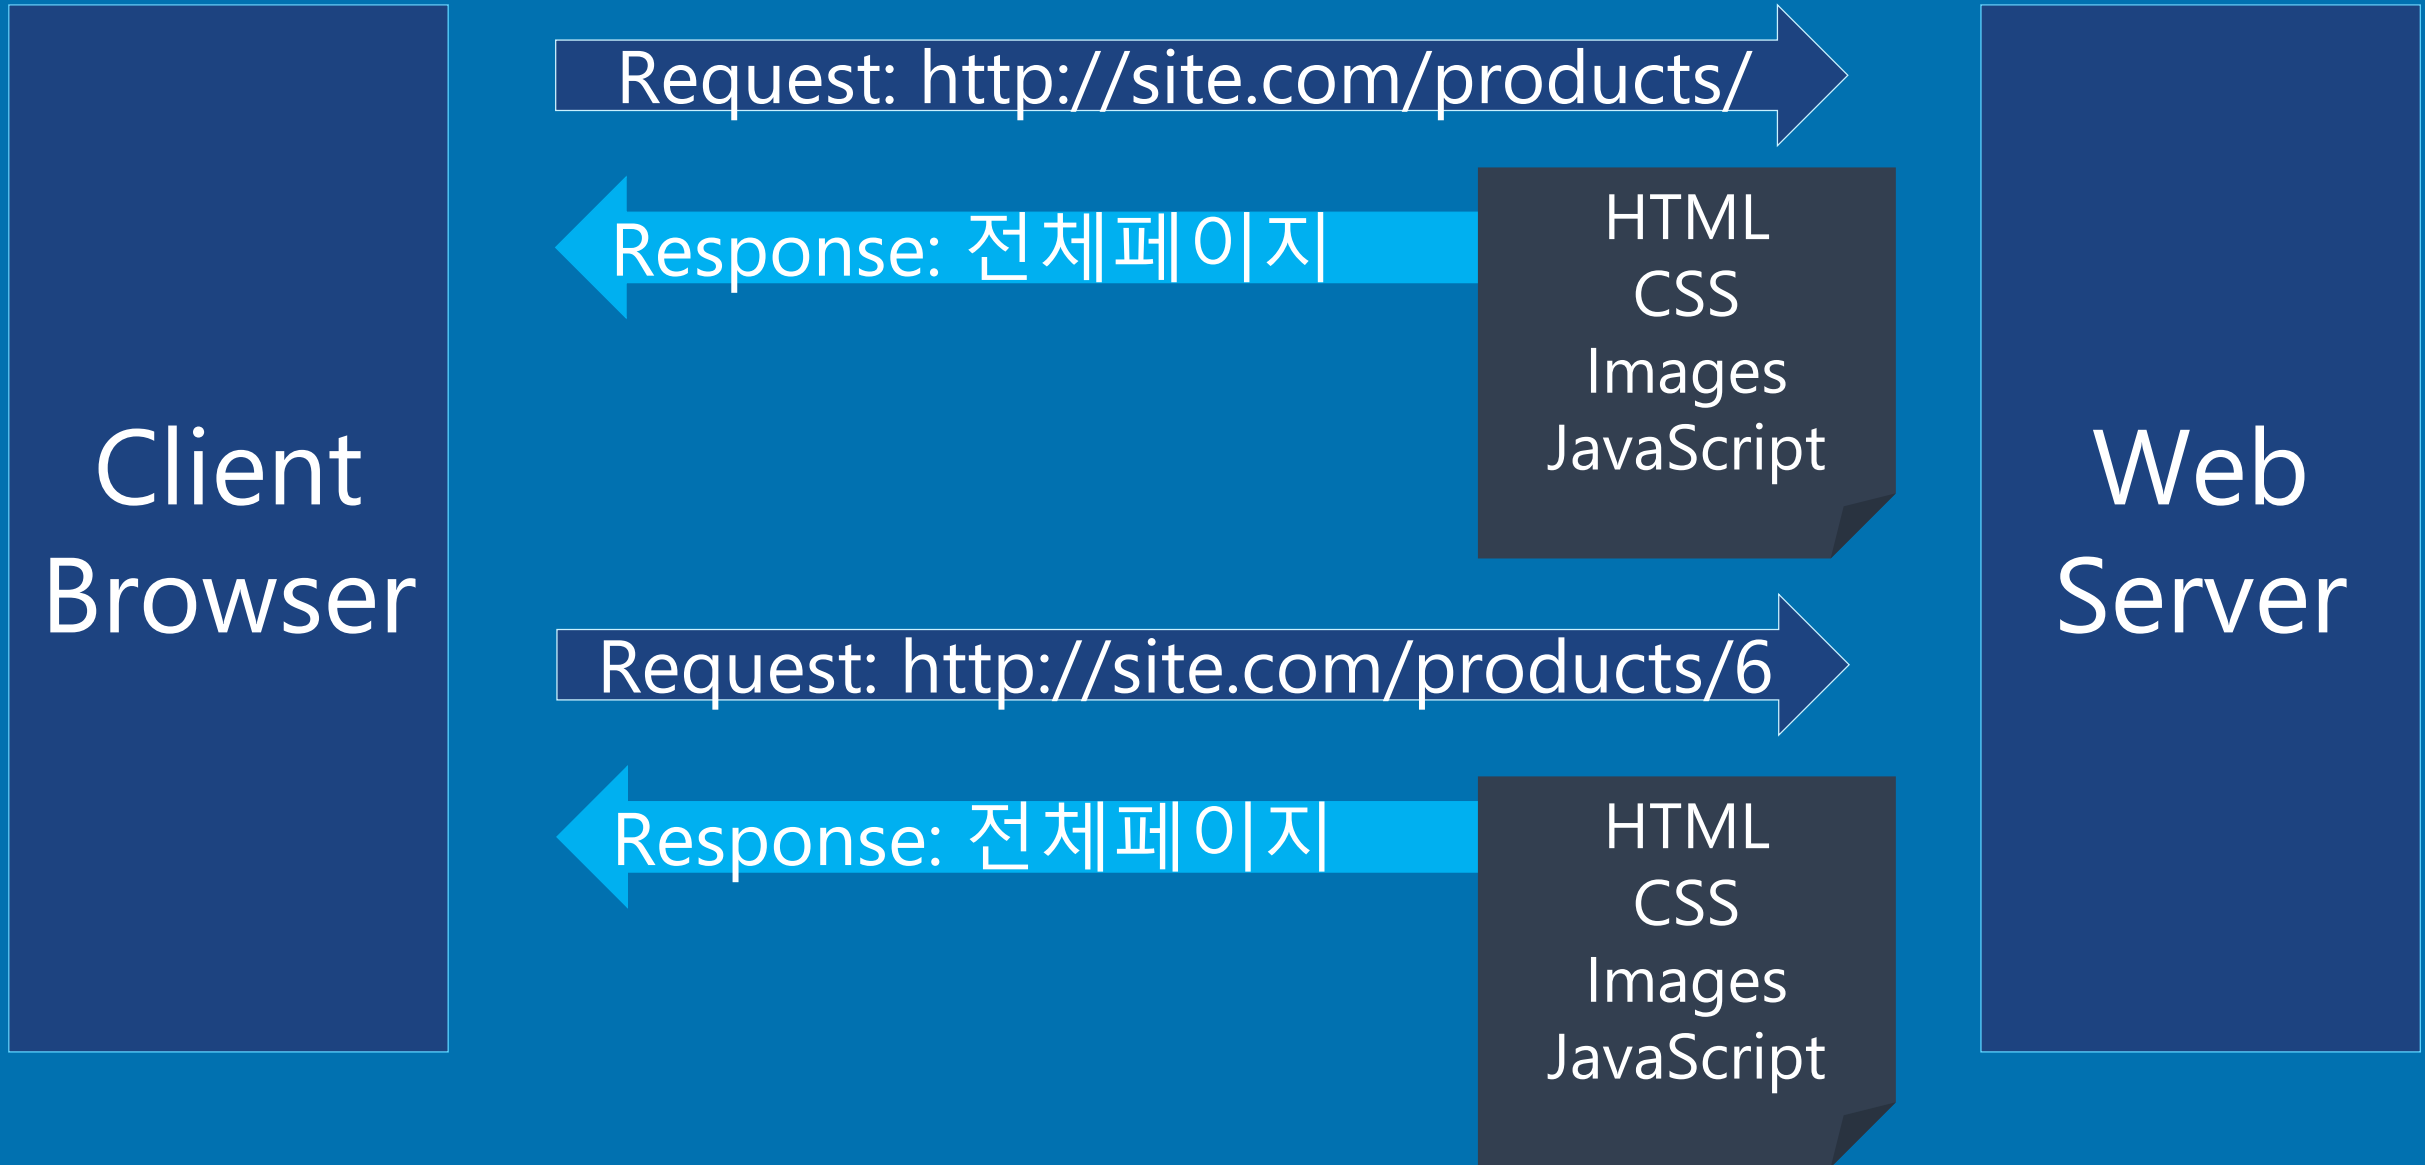 Client
Browser
Request: http://site.com/products/
Response: 전체페이지
HTML
CSS
Images
JavaScript
Request: http://site.com/products/6
Response: 전체페이지
HTML
CSS
Images
JavaScript
Web
Server